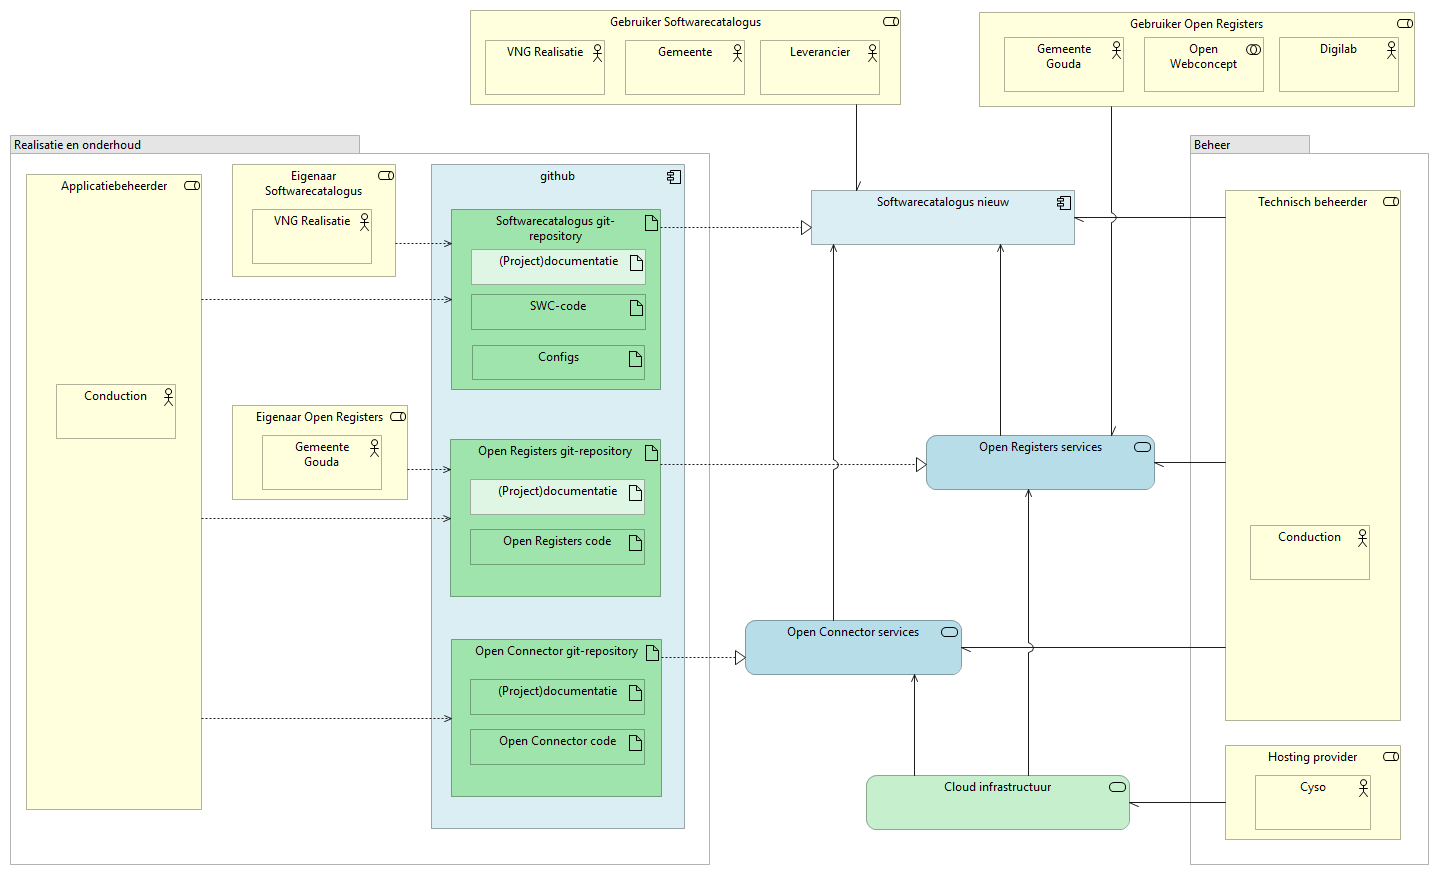 Gebruiker Softwarecatalogus
VNG Realisatie
Gemeente
Leverancier
Gebruiker Open Registers
Gemeente
Gouda
Open
Webconcept
Digilab
Realisatie en onderhoud
Applicatiebeheerder
Conduction
Eigenaar
Softwarecatalogus
VNG Realisatie
Eigenaar Open Registers
Gemeente
Gouda
github
Softwarecatalogus git-
repository
(Project)documentatie
SWC-code
Configs
Open Registers git-repository
(Project)documentatie
Open Registers code
Open Connector git-repository
(Project)documentatie
Open Connector code
Softwarecatalogus nieuw
Open Registers services
Open Connector services
Cloud infrastructuur
Beheer
Technisch beheerder
Conduction
Hosting provider
Cyso